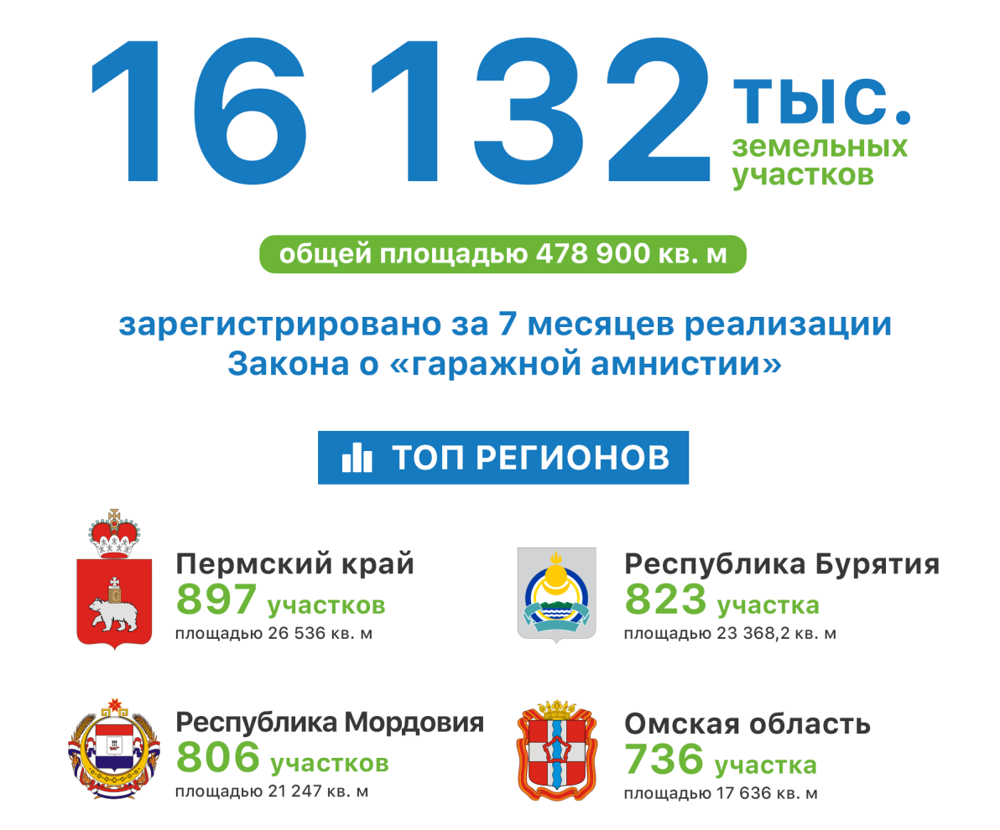 16 132 тыс.
земельных
участков
общей площадью 478 900 кв. м
зарегистрировано за 7 месяцев реализации
Закона о «гаражной амнистии»
ТОП РЕГИОНОВ
Пермский край
897 участков
площадью 26 536 кв. м
Республика Бурятия
823 участка
площадью 23 368,2 кв. м
Республика Мордовия
806 участков
площадью 21 247 кв. м
Омская область
736 участка
площадью 17 636 кв. м